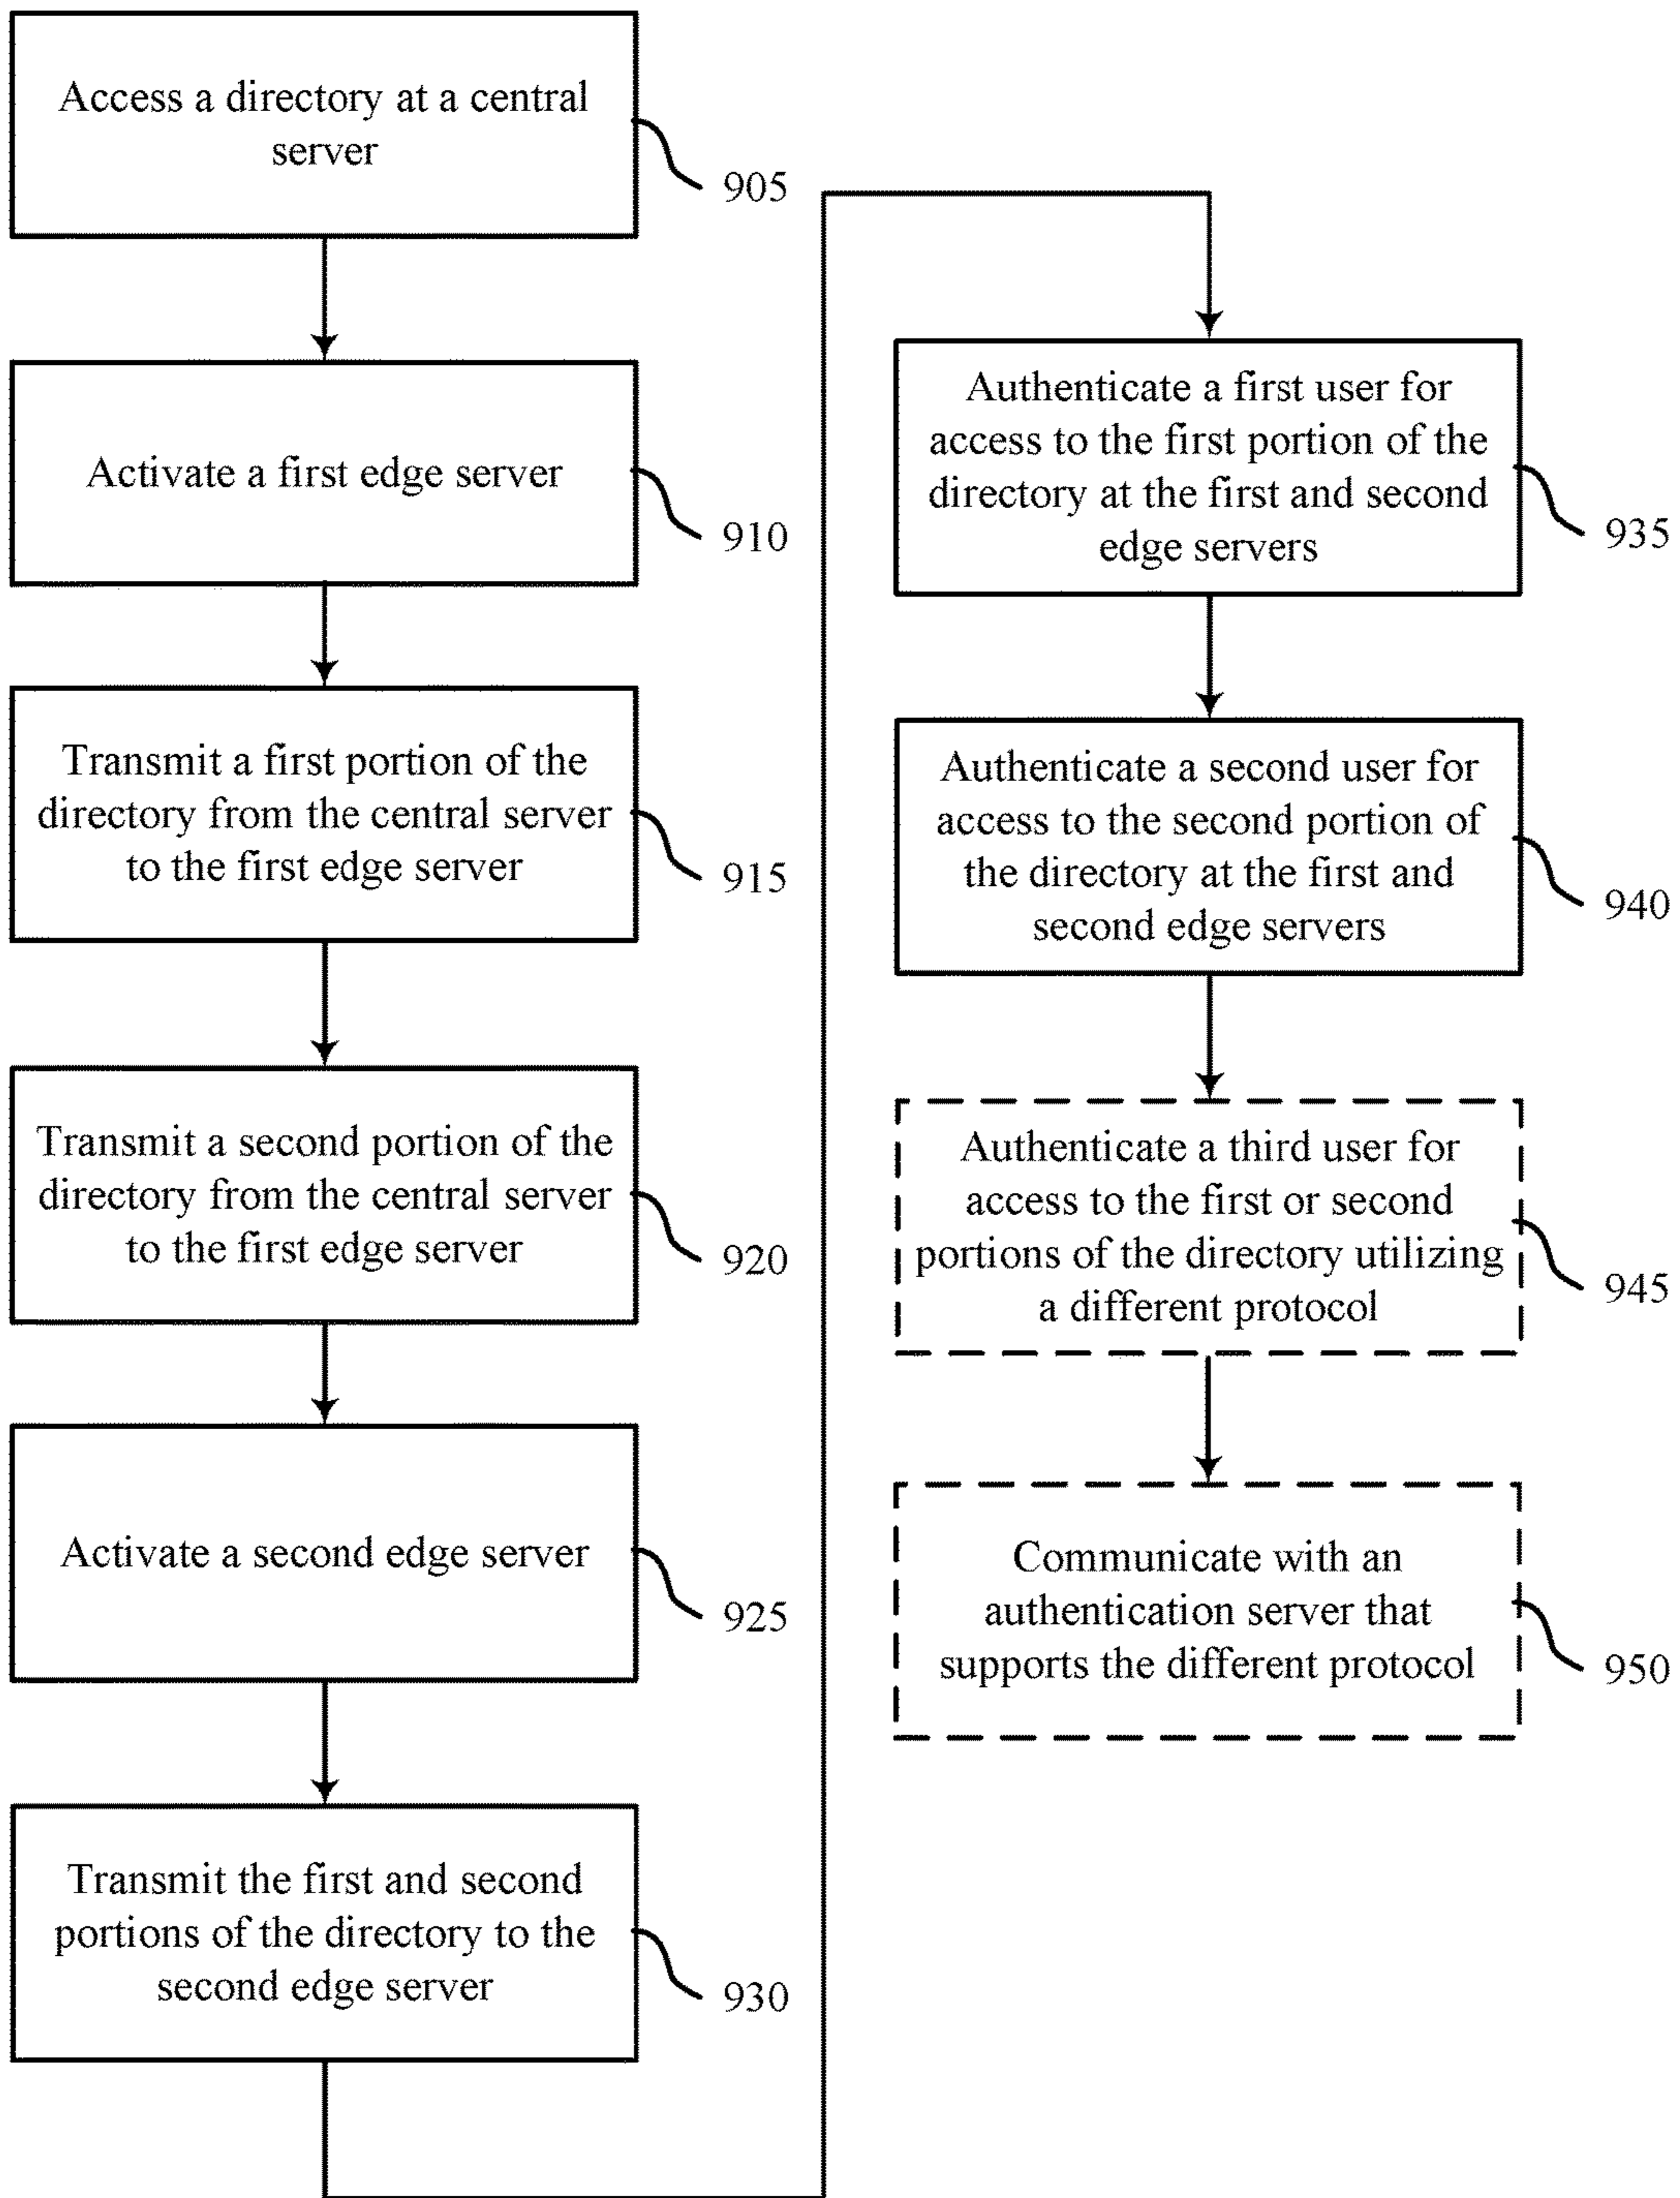 Access a directory at a central
server
905
Activate a first edge server
910
Transmit a first portion of the
directory from the central server
to the first edge server
915
Transmit a second portion of the
directory from the central server
to the first edge server
920
Activate a second edge server
925
Transmit the first and second
portions of the directory to the
second edge server
930
Authenticate a first user for
access to the first portion of the
directory at the first and second
edge servers
935
Authenticate a second user for
access to the second portion of
the directory at the first and
second edge servers
940
Authenticate a third user for
access to the first or second
portions of the directory utilizing
a different protocol
945
Communicate with an
authentication server that
supports the different protocol
950